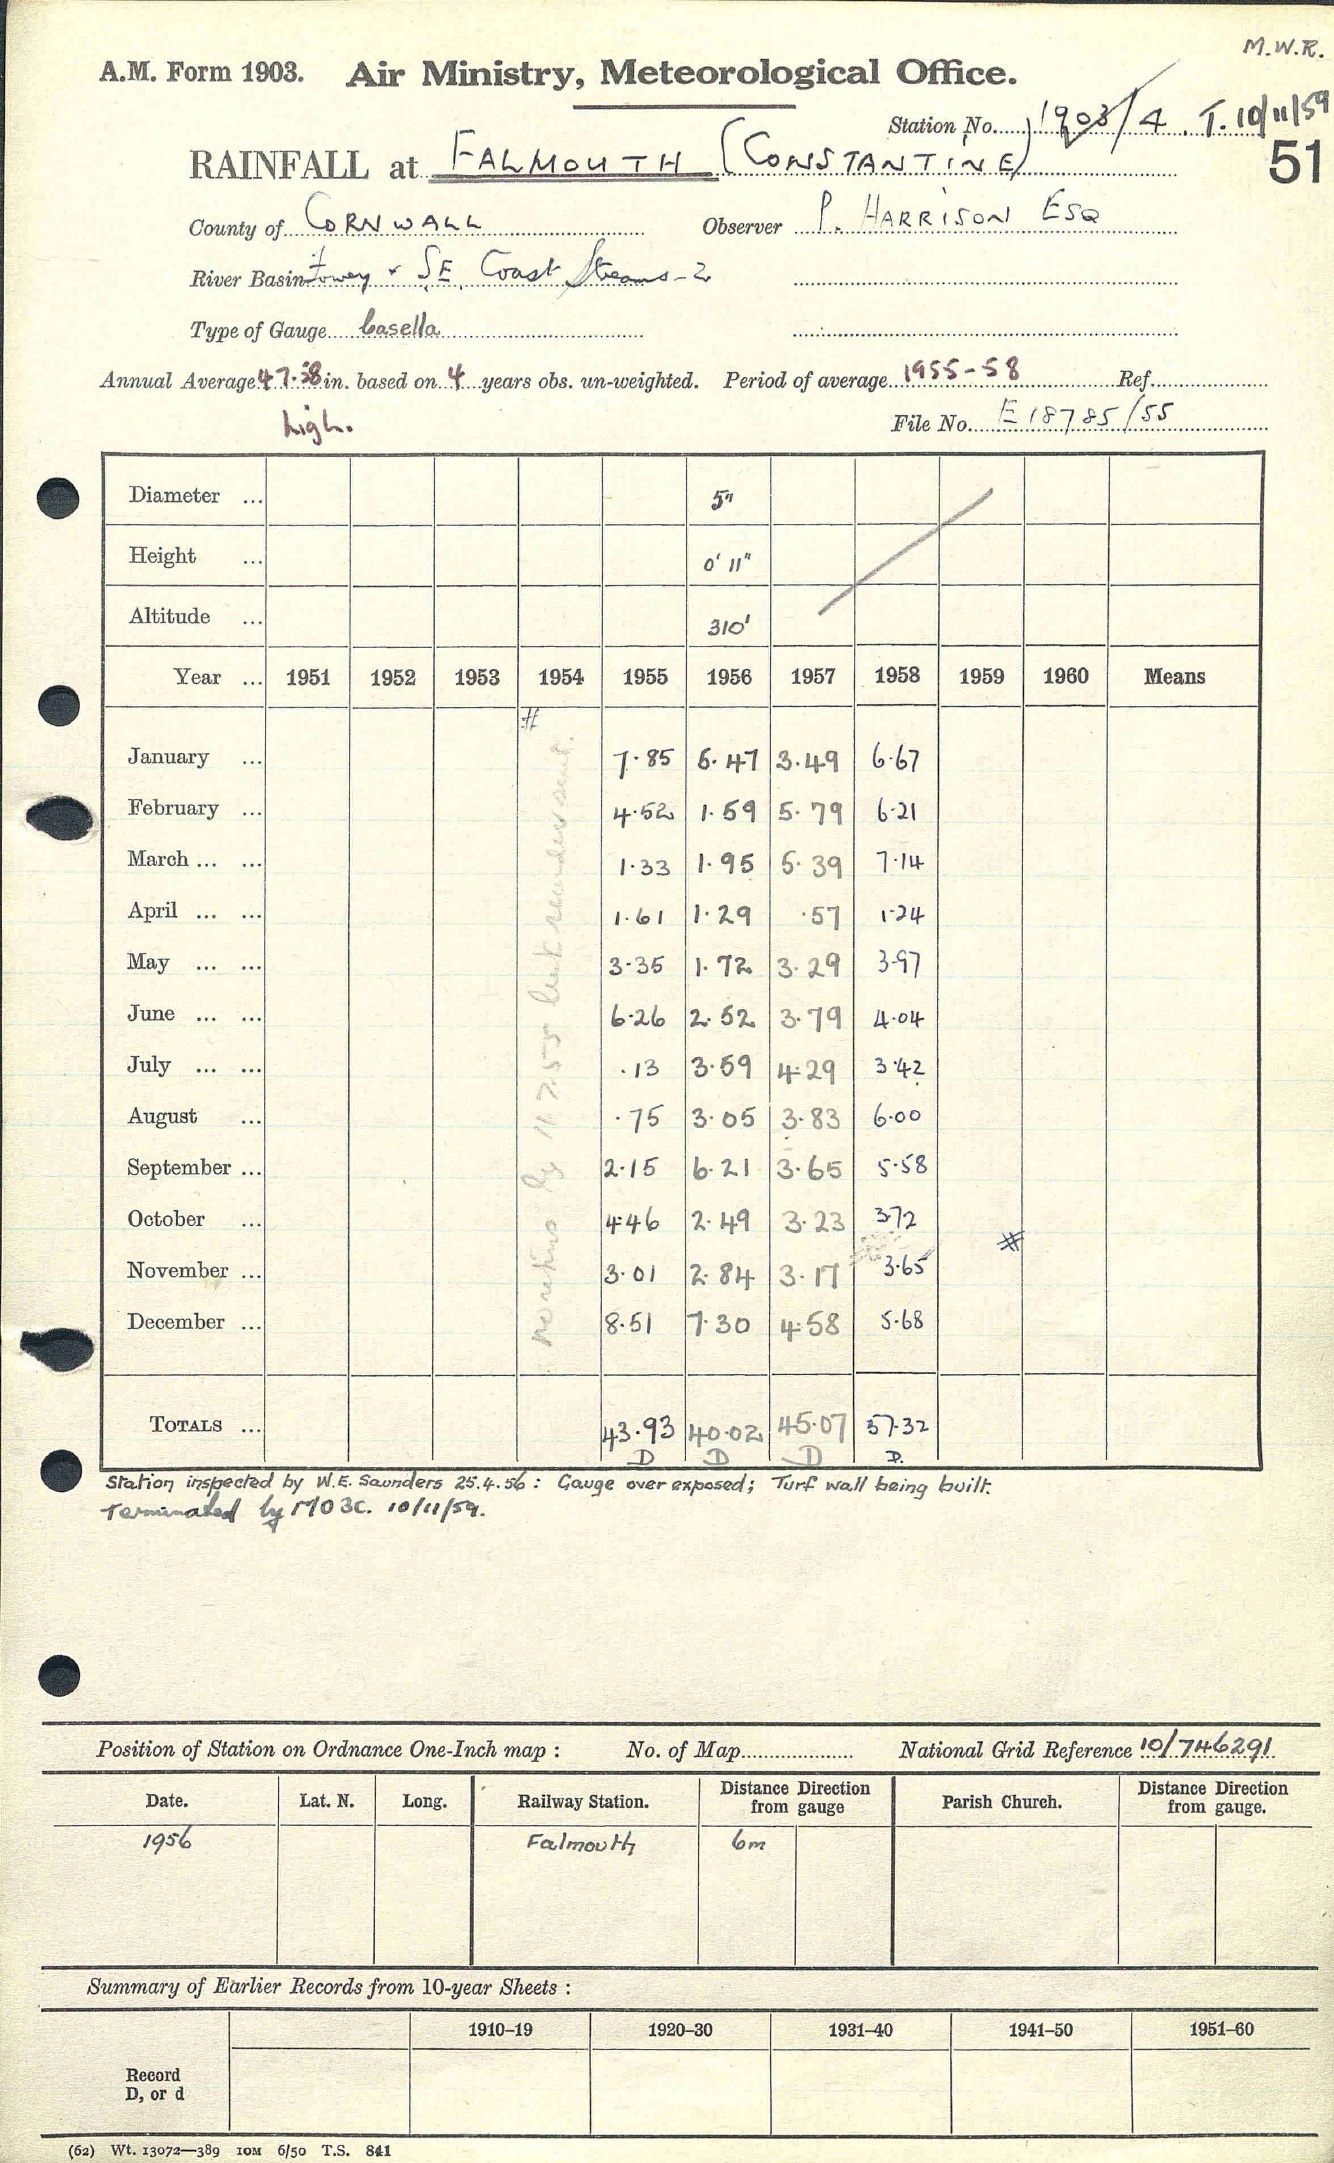 M.W.R.
A.M. Form 1903. Air Ministry, Meteorological Office.
Station No. 1903/4 T. 10/11/59
51
RAINFALL at FALMOUTH (CONSTANTINE)
County of CORNWALL Observer P. HARRISON ESQ
River Basin Fowey & SE. Coast Streams - 2
Type of Gauge Casella
Annual Average 47.58 in. based on 4 years obs. un-weighted. Period of average 1955-58 Ref.
high. File No. E 18785/55
Diameter ... 5"
Height ... 0' 11"
Altitude ... 310'
Year ... 1951 1952 1953 1954 1955 1956 1957 1958 1959 1960 Means
#
January ... 7.85 6.47 3.49 6.67
February ... 4.52 1.59 5.79 6.21
March ... ... 1.33 1.95 5.39 7.14
April ... ... 1.61 1.29 .57 1.24
May ... ... 3.35 1.72 3.29 3.97
June ... ... 6.26 2.52 3.79 4.04
July ... ... .13 3.59 4.29 3.42
August ... .75 3.05 3.83 6.00
September ... 2.15 6.21 3.65 5.58
October ... 4.46 2.49 3.23 3.72
#
November ... 3.01 2.84 3.17 3.65
December ... 8.51 7.30 4.58 5.68
no returns by 11.7.55 but reminder sent.
TOTALS ... 43.93 40.02 45.07 57.32
D D D D.
Station inspected by W.E. Saunders 25.4.56: Gauge over exposed; Turf wall being built.
Terminated by MO3C. 10/11/59.
Position of Station on Ordnance One-Inch map : No. of Map National Grid Reference 10/746291
Date. Lat. N. Long. Railway Station. Distance Direction from gauge Parish Church. Distance Direction from gauge.
1956 Falmouth 6m
Summary of Earlier Records from 10-year Sheets :
1910–19 1920–30 1931–40 1941–50 1951–60
Record
D, or d
(62) Wt. 13072—389 10M 6/50 T.S. 841